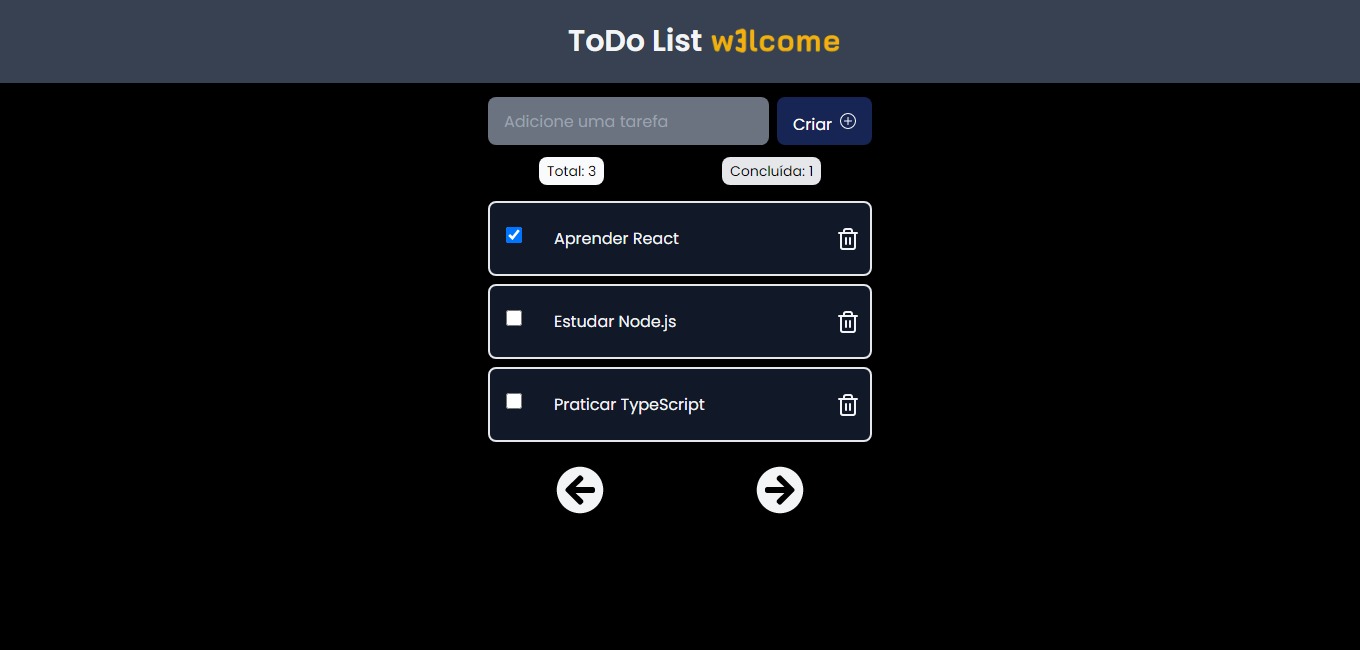 ToDo List w3lcome
Adicione uma tarefa
Criar
Total: 3
Concluída: 1
Aprender React
Estudar Node.js
Praticar TypeScript